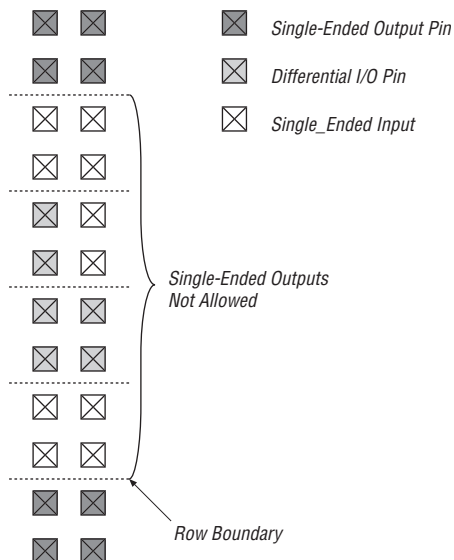 Single-Ended Output Pin
Differential I/O Pin
Single_Ended Input
Single-Ended Outputs
Not Allowed
Row Boundary